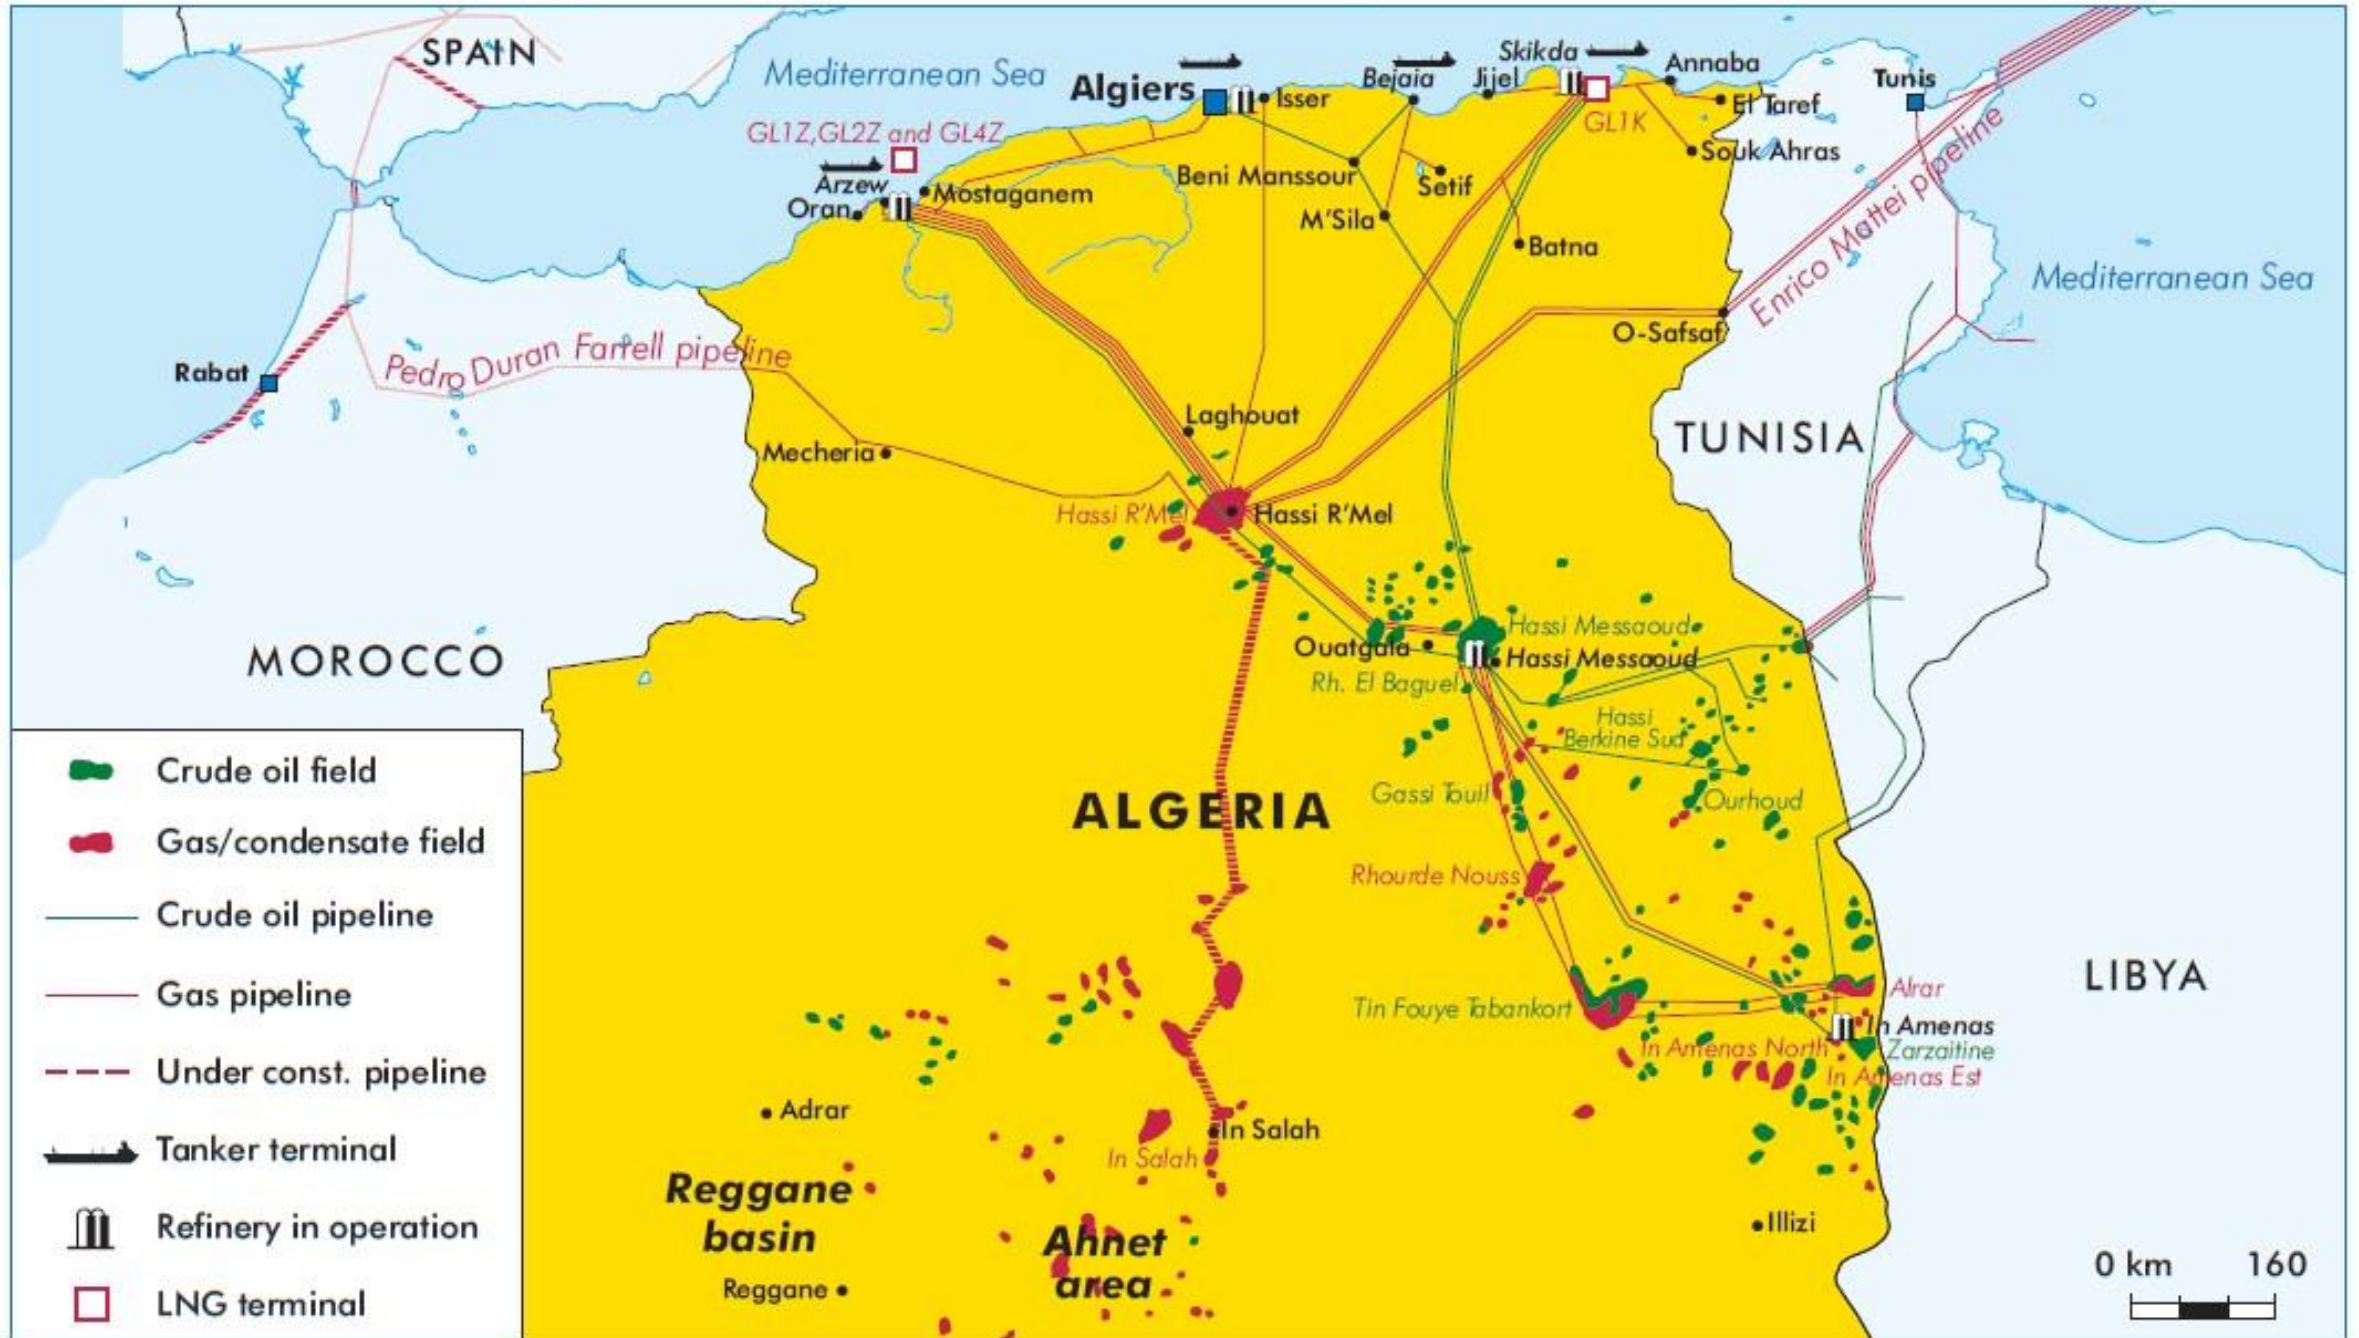 SPAIN
Mediterranean Sea
Algiers
Isser
Bejaia
Jijel
Skikda
Annaba
El Taref
Tunis
GL1Z,GL2Z and GL4Z
GL1K
Souk Ahras
Arzew
Mostaganem
Oran
Beni Manssour
Setif
M'Sila
Batna
Enrico Mattei pipeline
Mediterranean Sea
O-Safsaf
Rabat
Pedro Duran Farrell pipeline
Laghouat
Mecheria
TUNISIA
Hassi R'Mel
Hassi R'Mel
MOROCCO
Hassi Messaoud
Ouatgala
Hassi Messaoud
Rh. El Baguel
Hassi
Berkine Sud
ALGERIA
Gassi Touil
Ourhoud
Rhourde Nouss
LIBYA
Tin Fouye Tabankort
Alrar
In Amenas
In Amenas North
Zarzaitine
In Amenas Est
Adrar
In Salah
In Salah
Reggane
basin
Ahnet
area
Illizi
Reggane
Crude oil field
Gas/condensate field
Crude oil pipeline
Gas pipeline
Under const. pipeline
Tanker terminal
Refinery in operation
LNG terminal
0 km 160